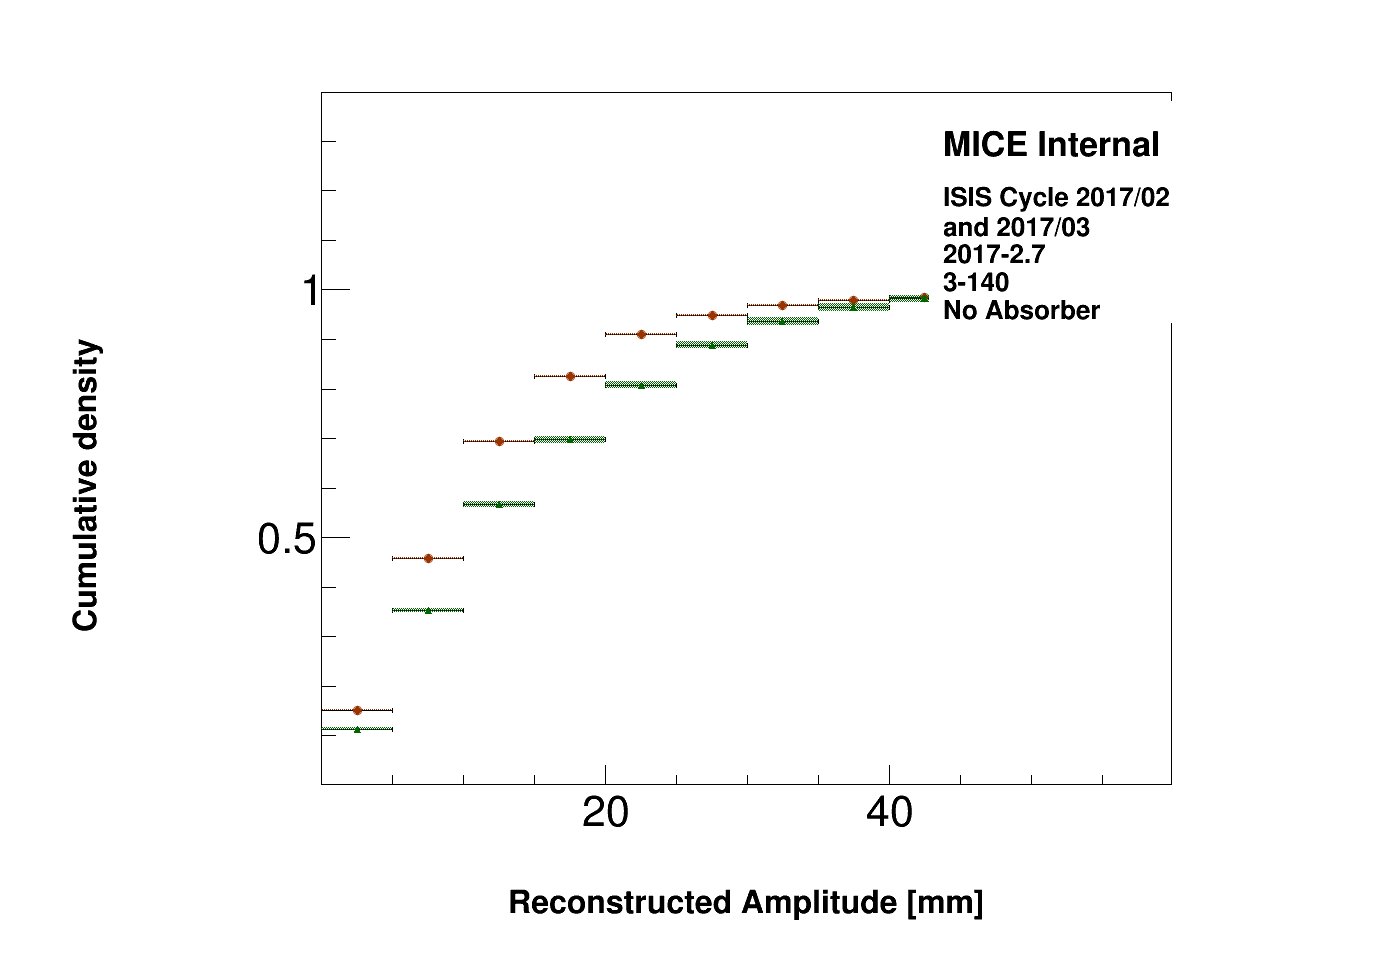 MICE Internal
ISIS Cycle 2017/02
and 2017/03
2017-2.7
3-140
No Absorber
1
0.5
Cumulative density
20 40
Reconstructed Amplitude [mm]